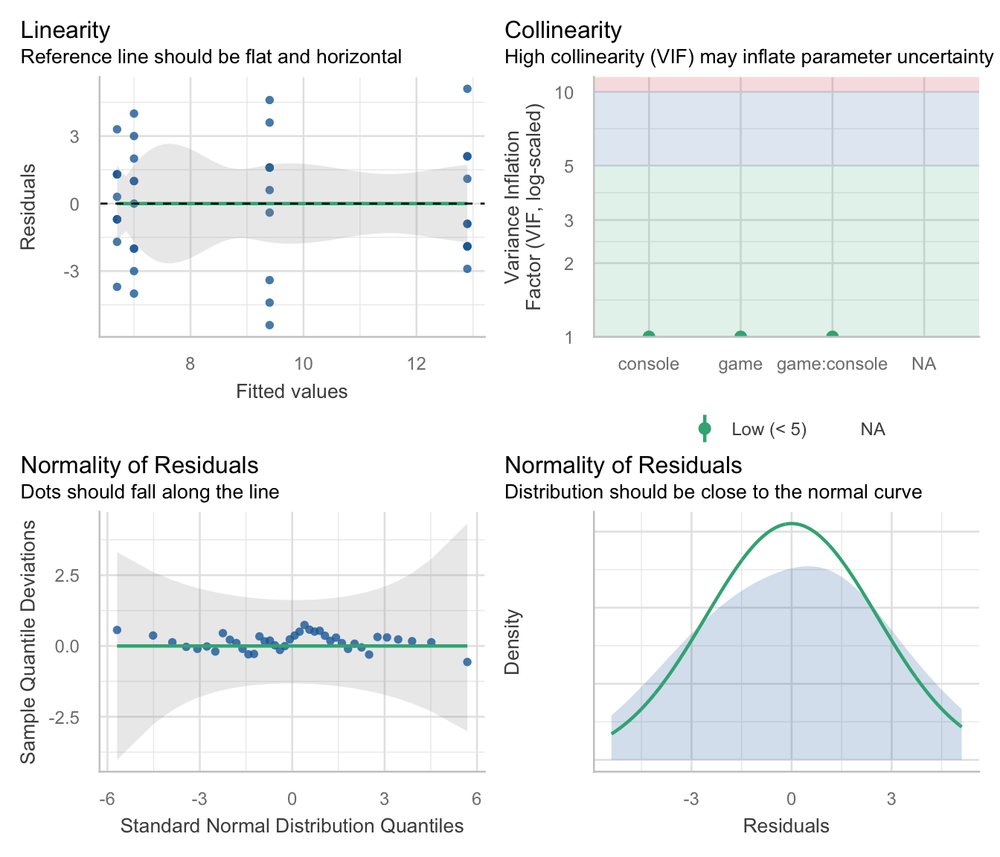 Linearity
Reference line should be flat and horizontal
Residuals
3
0
-3
8 10 12
Fitted values
Collinearity
High collinearity (VIF) may inflate parameter uncertainty
Variance Inflation
Factor (VIF, log-scaled)
10
5
3
2
1
console game game:console NA
Low (< 5) NA
Normality of Residuals
Dots should fall along the line
Sample Quantile Deviations
2.5
0.0
-2.5
-6 -3 0 3 6
Standard Normal Distribution Quantiles
Normality of Residuals
Distribution should be close to the normal curve
Density
-3 0 3
Residuals